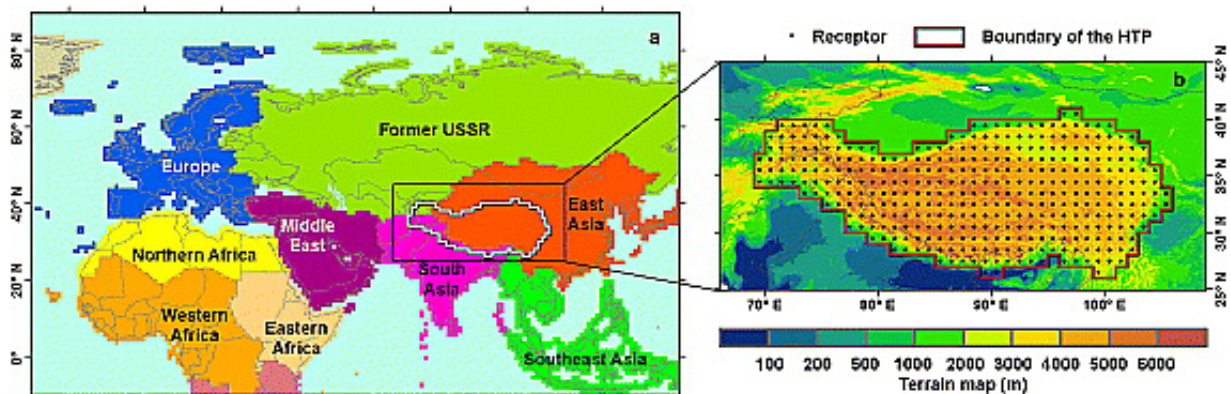 a
80° N
60° N
40° N
20° N
0°
Former USSR
Europe
East
Asia
Middle
East
Northern Africa
South
Asia
Western
Africa
Eastern
Africa
Southeast Asia
Receptor
Boundary of the HTP
b
45° N
40° N
35° N
30° N
25° N
70° E
80° E
90° E
100° E
100 200 500 1000 2000 3000 4000 5000 6000
Terrain map (m)